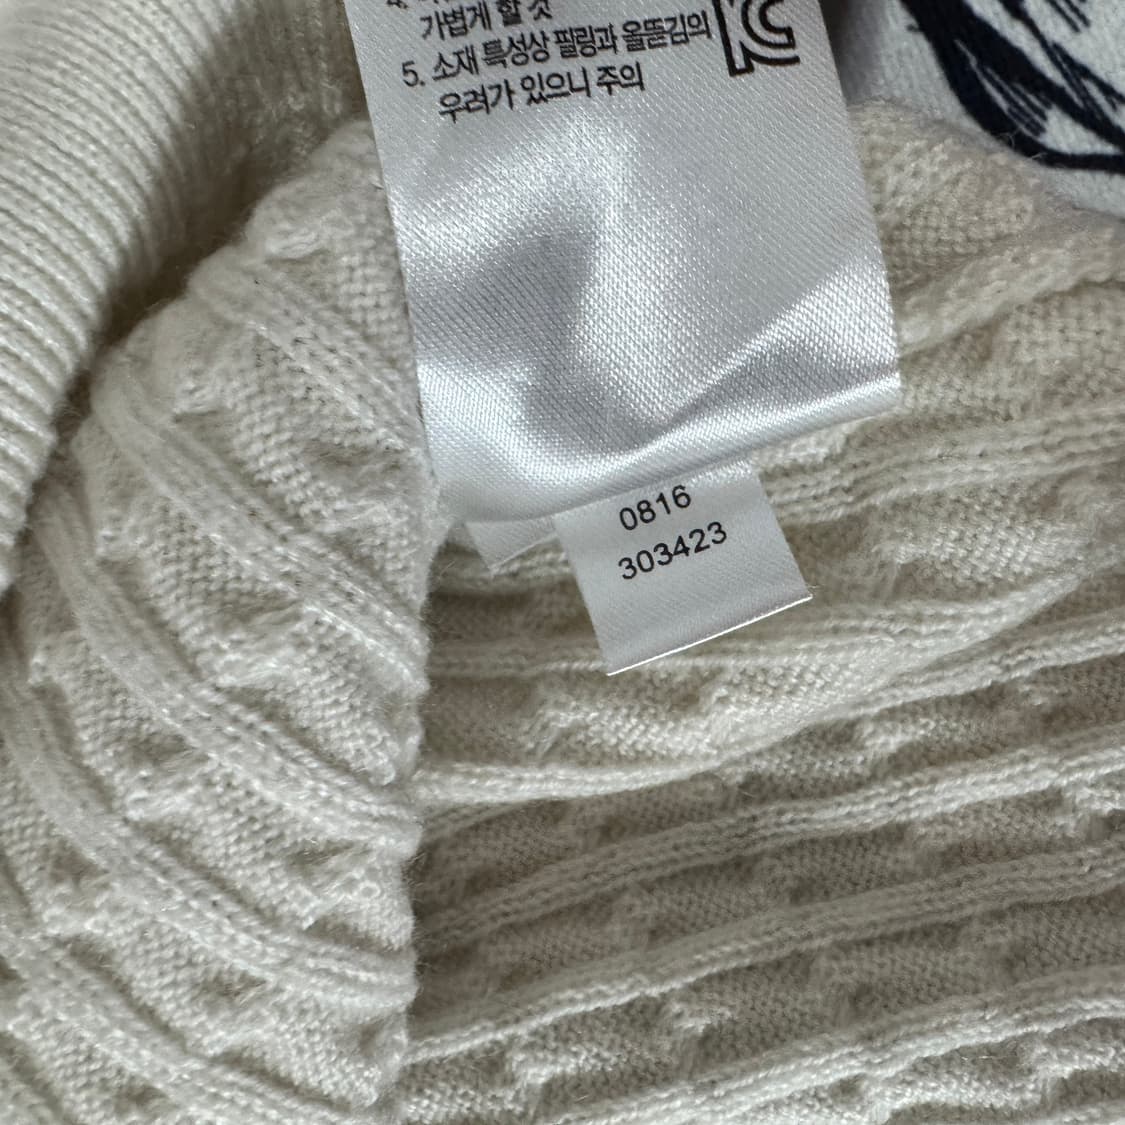 가볍게 할 것
5. 소재 특성상 필링과 올뜯김의
우려가 있으니 주의
0816
303423